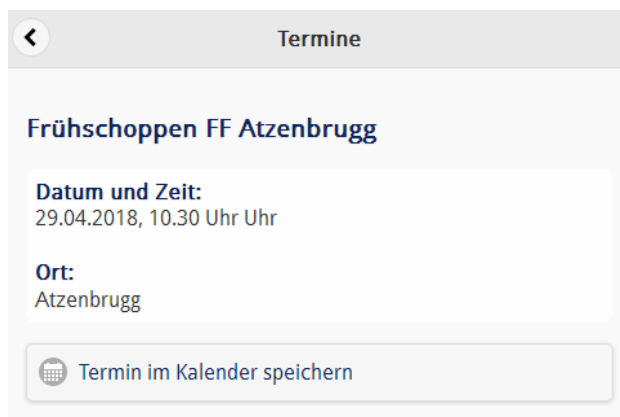 Termine
Frühschoppen FF Atzenbrugg
Datum und Zeit:
29.04.2018, 10.30 Uhr Uhr
Ort:
Atzenbrugg
Termin im Kalender speichern